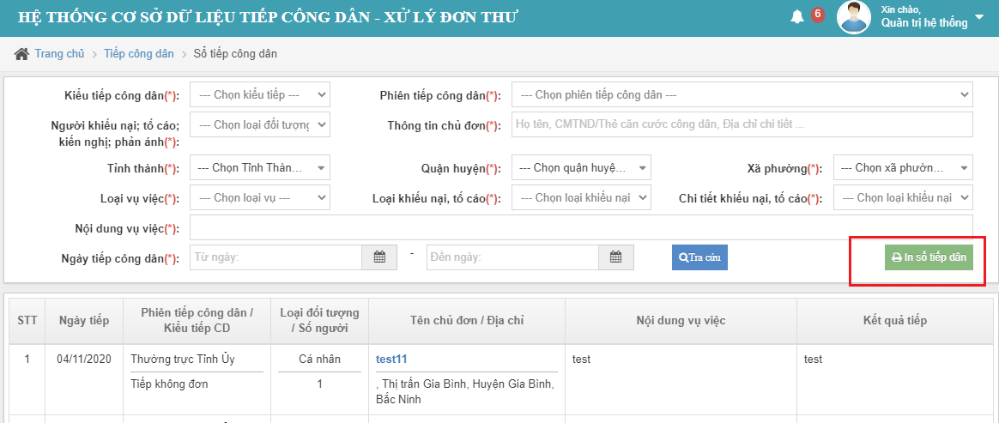 HỆ THỐNG CƠ SỞ DỮ LIỆU TIẾP CÔNG DÂN - XỬ LÝ ĐƠN THƯ
6
Xin chào,
Quản trị hệ thống
Trang chủ > Tiếp công dân > Sổ tiếp công dân
Kiểu tiếp công dân(*): --- Chọn kiểu tiếp --- Phiên tiếp công dân(*): --- Chọn phiên tiếp công dân ---
Người khiếu nại; tố cáo; kiến nghị; phản ánh(*): --- Chọn loại đối tượng Thông tin chủ đơn(*): Họ tên, CMTND/Thẻ căn cước công dân, Địa chỉ chi tiết ...
Tỉnh thành(*): --- Chọn Tỉnh Thàn... Quận huyện(*): --- Chọn quận huyệ... Xã phường(*): --- Chọn xã phườn...
Loại vụ việc(*): --- Chọn loại vụ --- Loại khiếu nại, tố cáo(*): --- Chọn loại khiếu nại Chi tiết khiếu nại, tố cáo(*): --- Chọn loại khiếu nại
Nội dung vụ việc(*):
Ngày tiếp công dân(*): Từ ngày: - Đến ngày: Tra cứu In sổ tiếp dân
STT Ngày tiếp Phiên tiếp công dân / Kiểu tiếp CD Loại đối tượng / Số người Tên chủ đơn / Địa chỉ Nội dung vụ việc Kết quả tiếp
1 04/11/2020 Thường trực Tỉnh Ủy Cá nhân test11 test test
Tiếp không đơn 1 , Thị trấn Gia Bình, Huyện Gia Bình,
Bắc Ninh